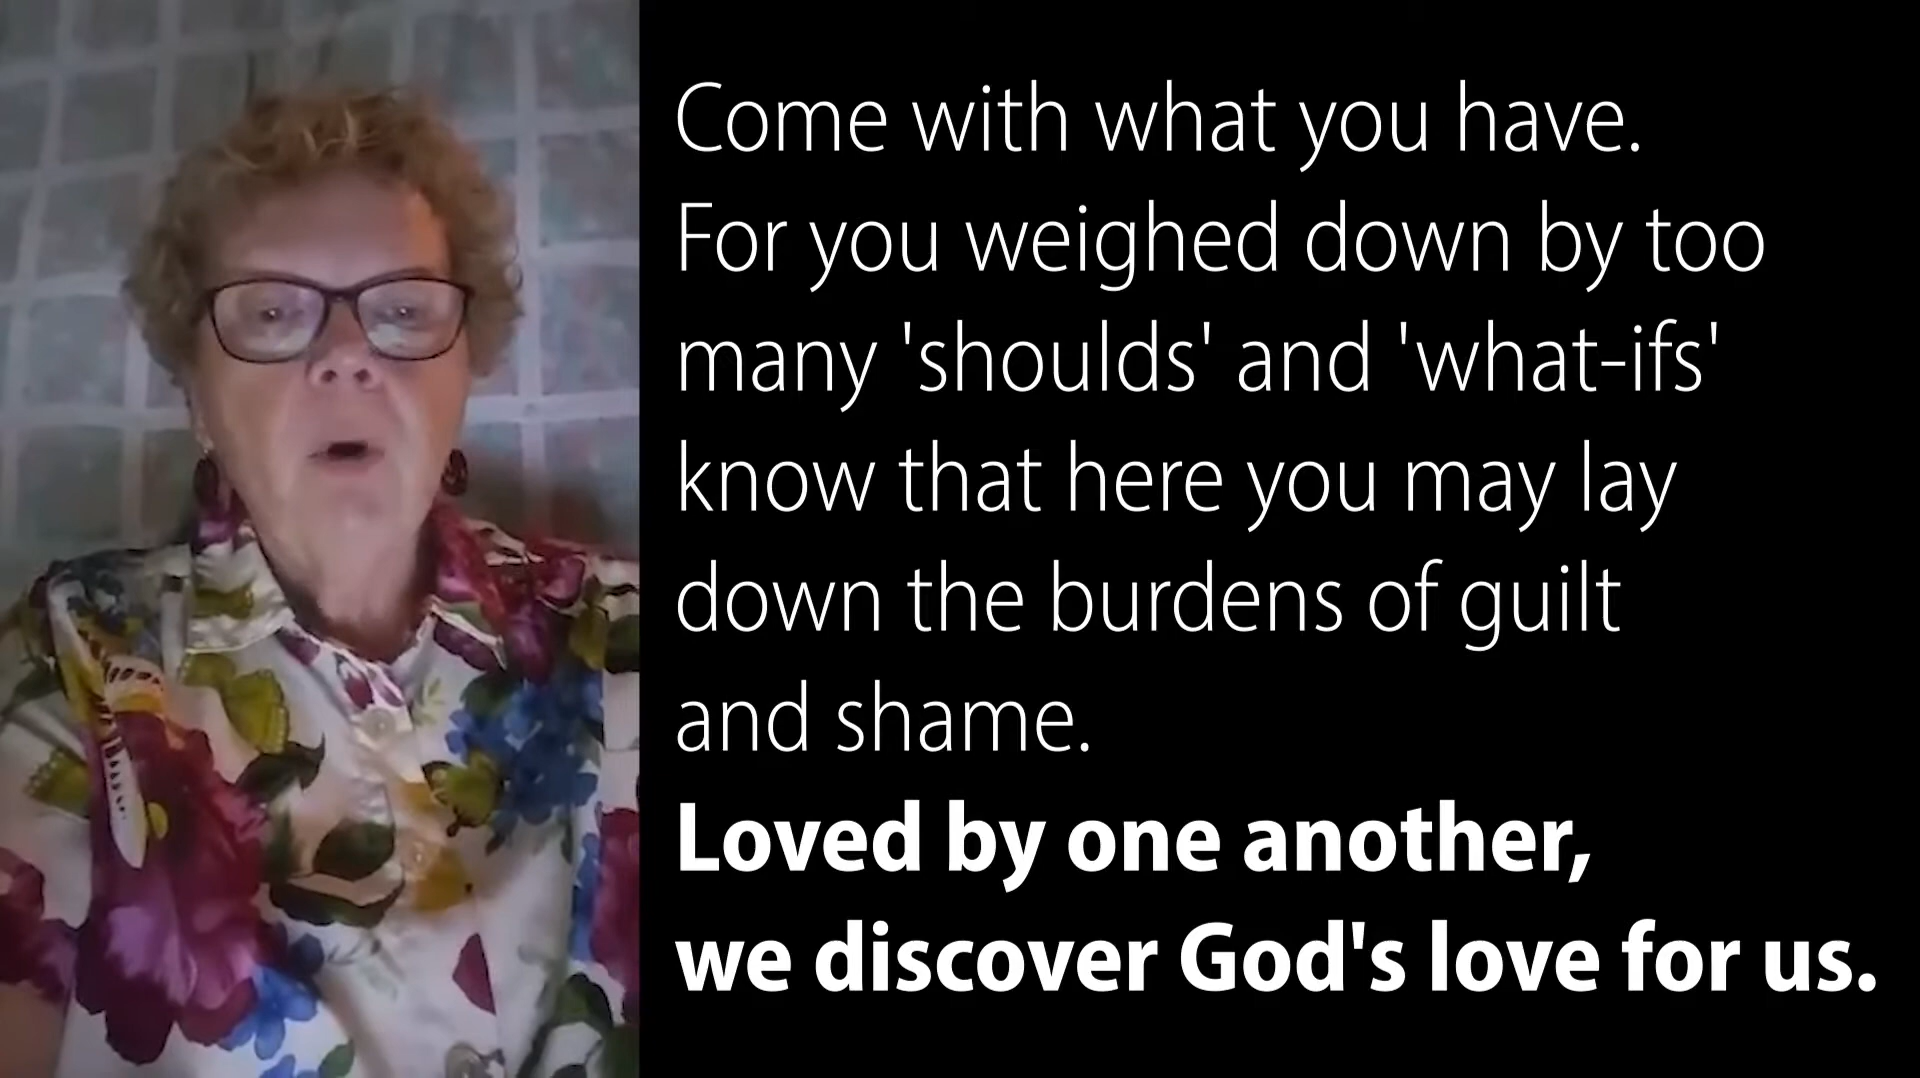 Come with what you have.
For you weighed down by too
many 'shoulds' and 'what-ifs'
know that here you may lay
down the burdens of guilt
and shame.
Loved by one another,
we discover God's love for us.